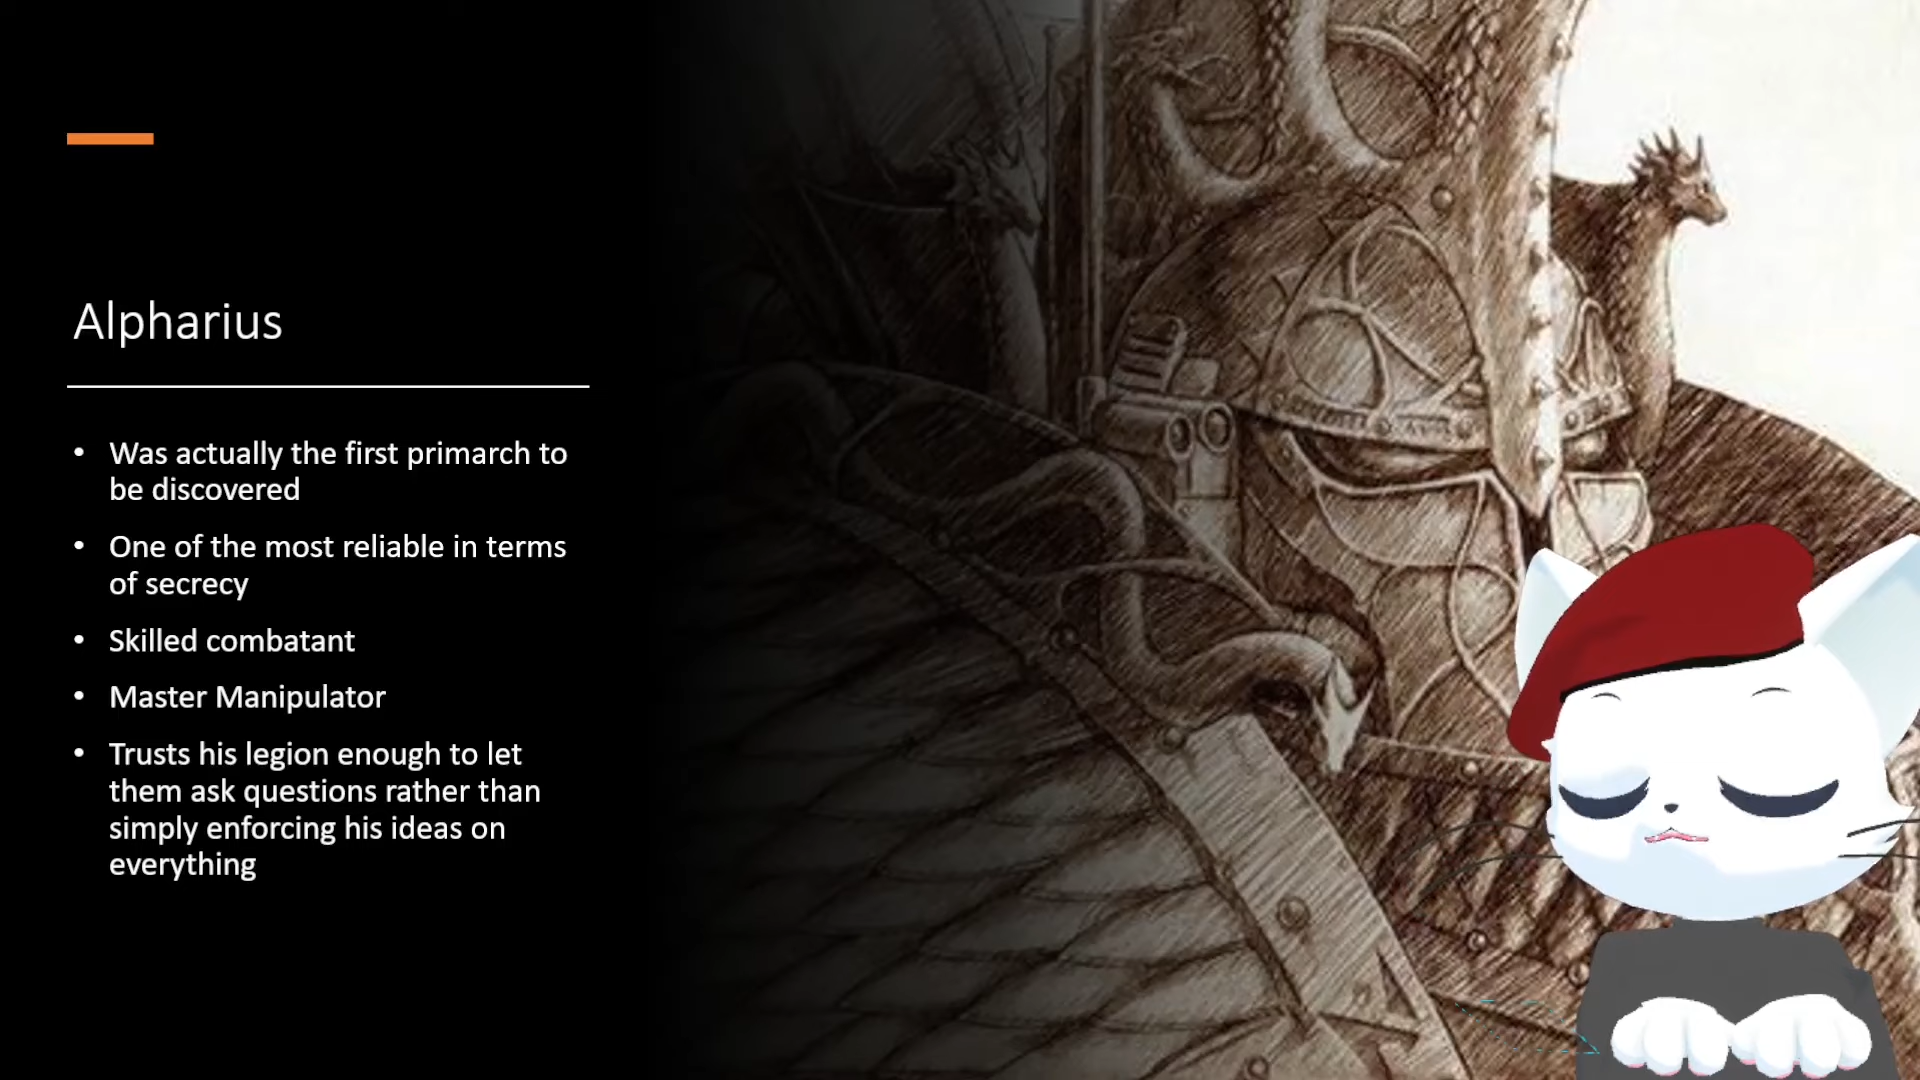 Alpharius
• Was actually the first primarch to
be discovered
• One of the most reliable in terms
of secrecy
• Skilled combatant
• Master Manipulator
• Trusts his legion enough to let
them ask questions rather than
simply enforcing his ideas on
everything